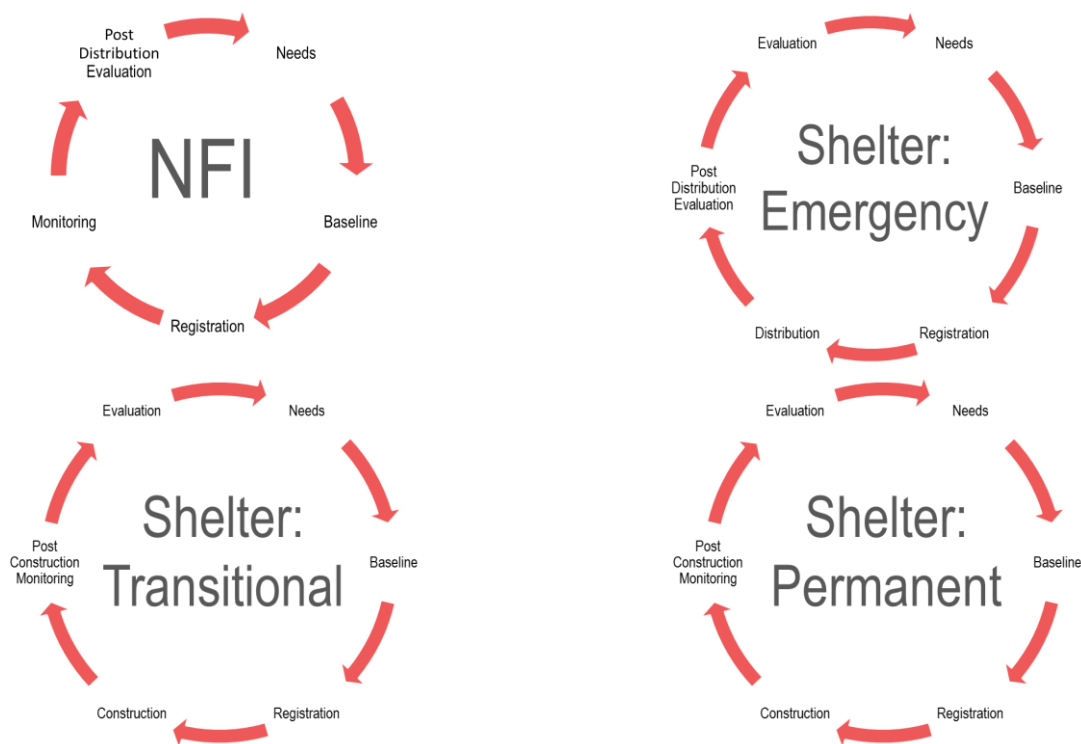 Post
Distribution
Evaluation
Needs
NFI
Monitoring
Baseline
Registration
Evaluation
Needs
Shelter:
Emergency
Post
Distribution
Evaluation
Baseline
Distribution
Registration
Evaluation
Needs
Shelter:
Transitional
Post
Construction
Monitoring
Baseline
Construction
Registration
Evaluation
Needs
Shelter:
Permanent
Post
Construction
Monitoring
Baseline
Construction
Registration